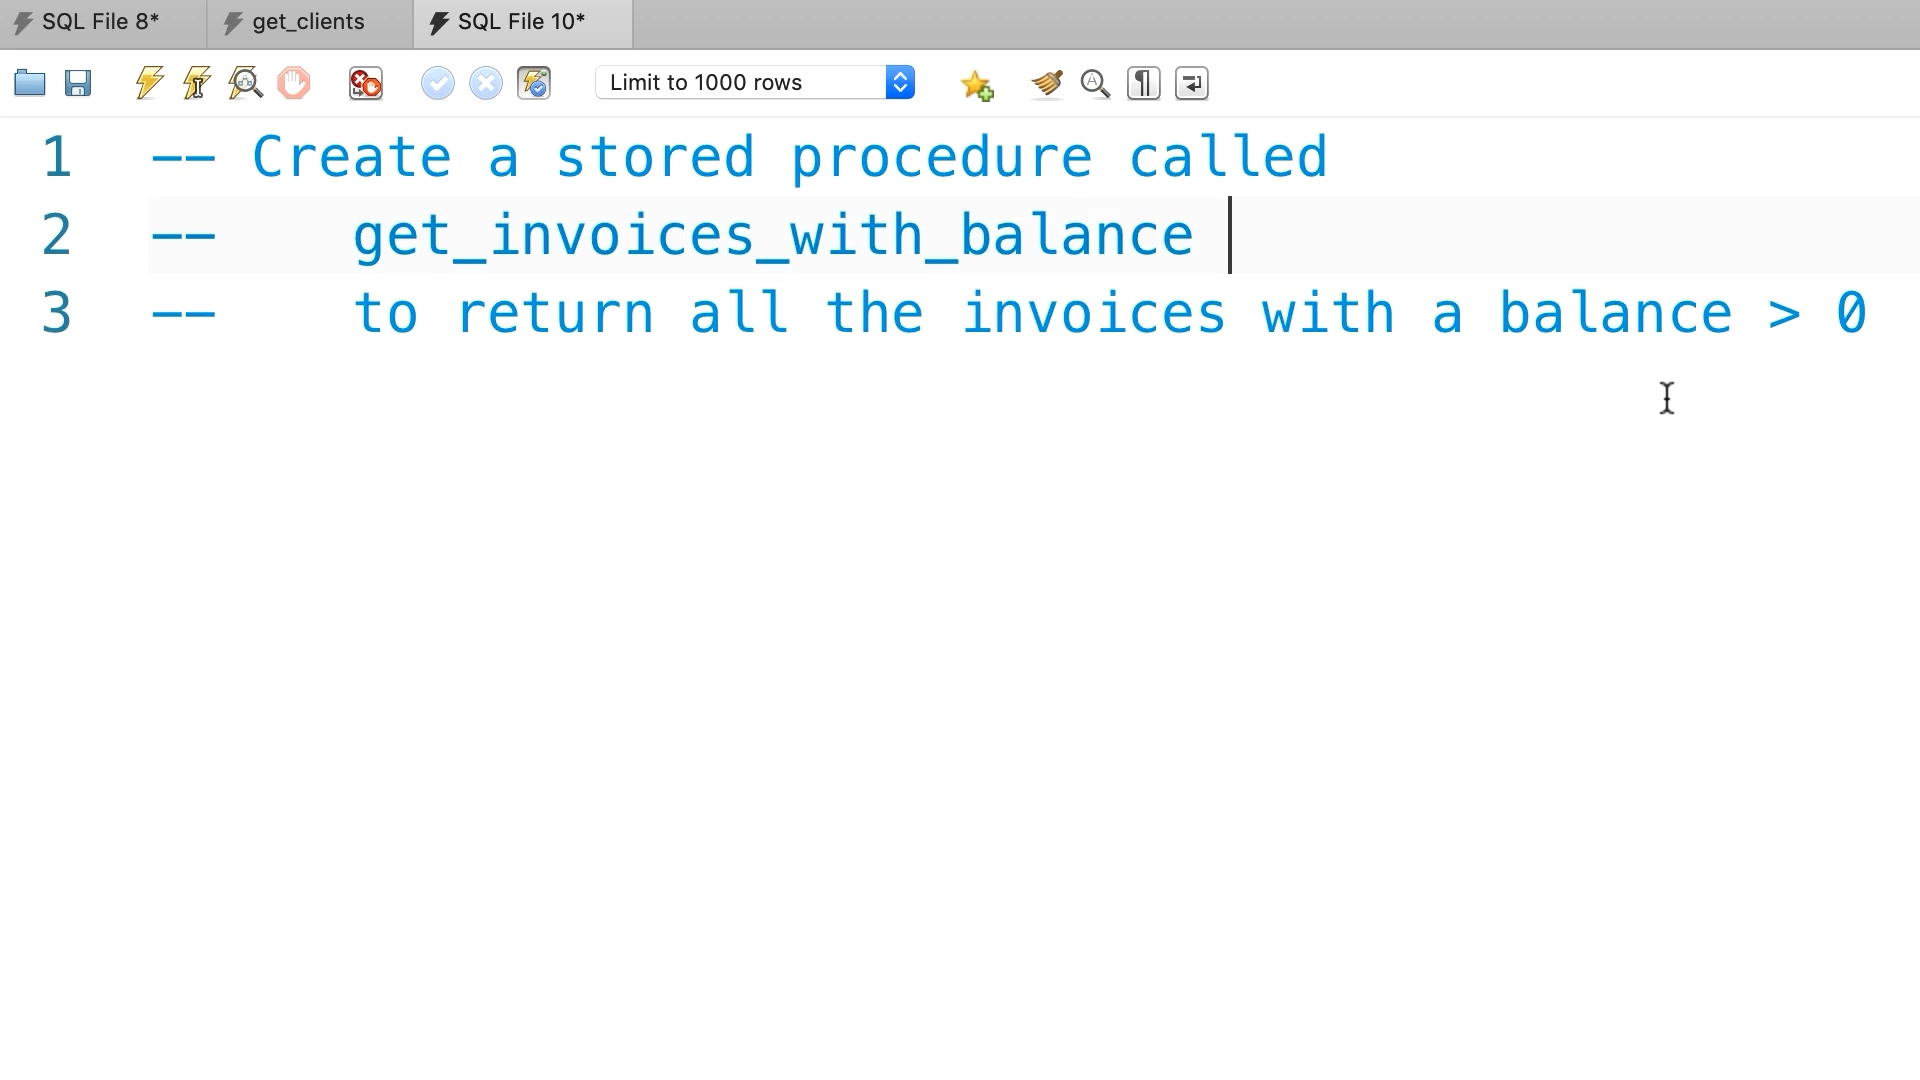 SQL File 8* get_clients SQL File 10*
Limit to 1000 rows
1 -- Create a stored procedure called
2 -- get_invoices_with_balance
3 -- to return all the invoices with a balance > 0